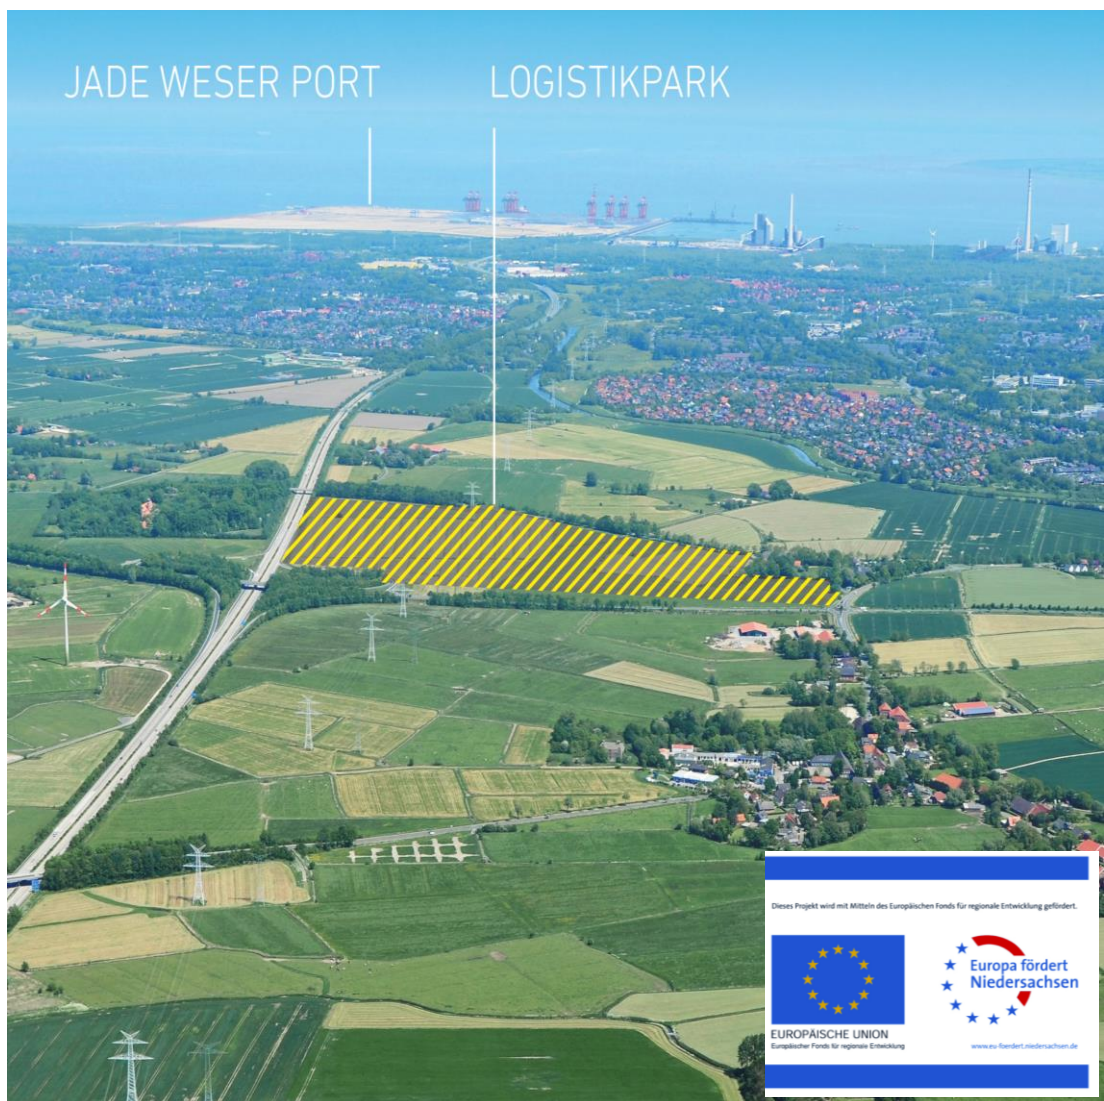 JADE WESER PORT
LOGISTIKPARK
Dieses Projekt wird mit Mitteln des Europäischen Fonds für regionale Entwicklung gefördert.
Europa fördert
Niedersachsen
EUROPÄISCHE UNION
Europäischer Fonds für regionale Entwicklung
www.eu-foerdert.niedersachsen.de